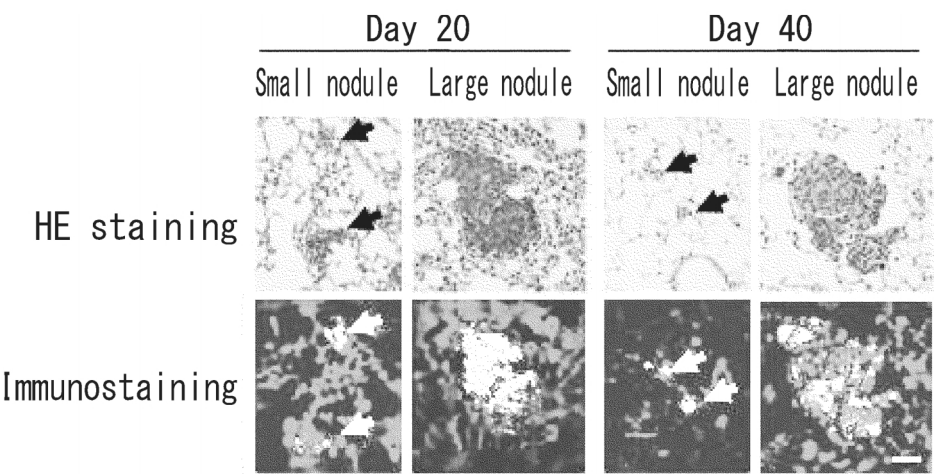 Day 20 Day 40
Small nodule Large nodule Small nodule Large nodule
HE staining
Immunostaining